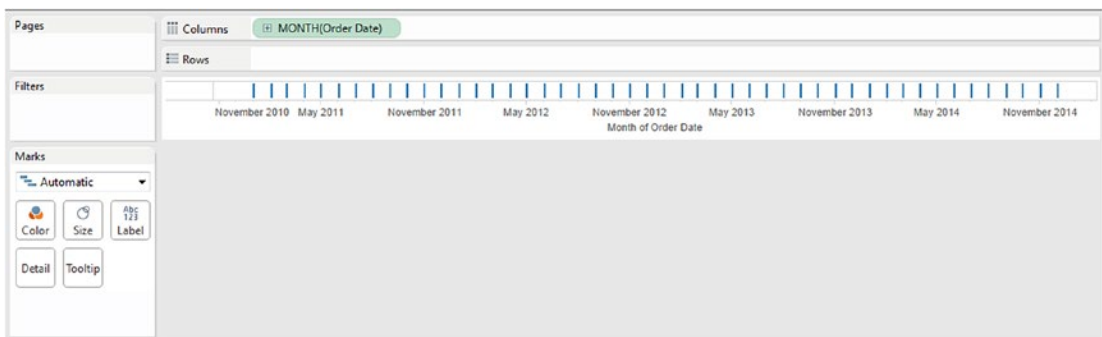 Pages
Columns
MONTH(Order Date)
Rows
Filters
November 2010 May 2011 November 2011 May 2012 November 2012 May 2013 November 2013 May 2014 November 2014
Month of Order Date
Marks
Automatic
Abc
123
Color Size Label
Detail Tooltip